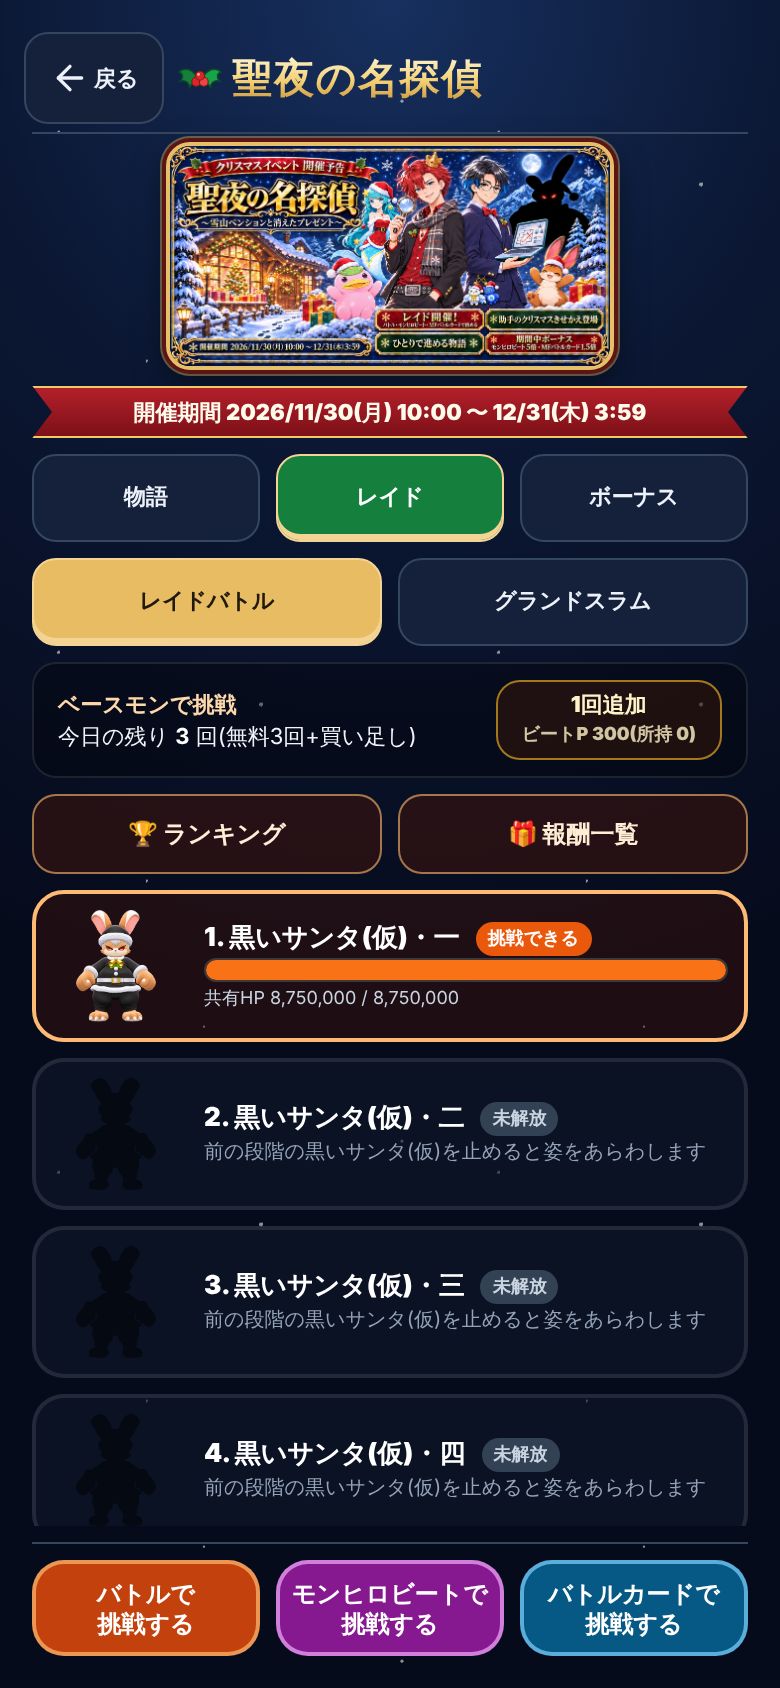 戻る
聖夜の名探偵
クリスマスイベント 開催予告
聖夜の名探偵
～雪山ペンションと消えたプレゼント～
レイド開催！
助手のクリスマスきせかえ登場
開催期間 2026/11/30(月) 10:00 〜 12/31(木) 3:59
ひとりで進める物語
期間中ボーナス
開催期間 2026/11/30(月) 10:00 〜 12/31(木) 3:59
物語
レイド
ボーナス
レイドバトル
グランドスラム
ベースモンで挑戦
今日の残り 3 回(無料3回+買い足し)
1回追加
ビートP 300(所持 0)
🏆 ランキング
🎁 報酬一覧
1. 黒いサンタ(仮)・一 挑戦できる
共有HP 8,750,000 / 8,750,000
2. 黒いサンタ(仮)・二 未解放
前の段階の黒いサンタ(仮)を止めると姿をあらわします
3. 黒いサンタ(仮)・三 未解放
前の段階の黒いサンタ(仮)を止めると姿をあらわします
4. 黒いサンタ(仮)・四 未解放
前の段階の黒いサンタ(仮)を止めると姿をあらわします
バトルで
挑戦する
モンヒロビートで
挑戦する
バトルカードで
挑戦する